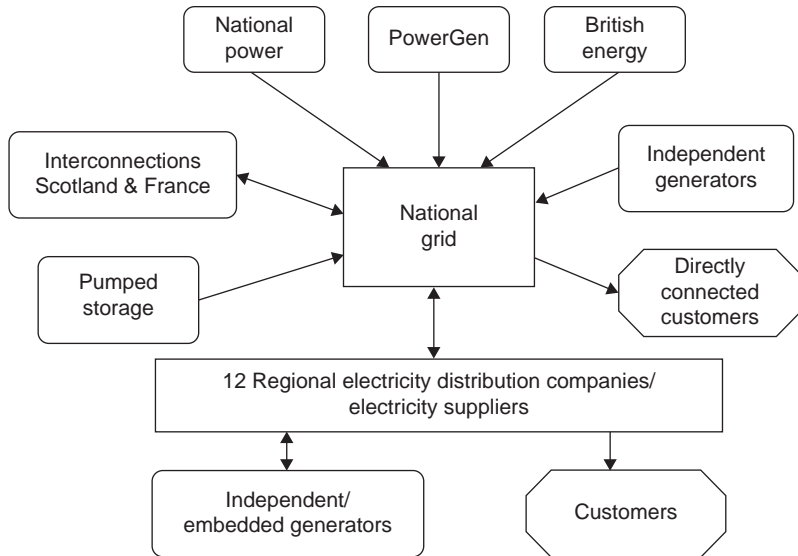 National
power
PowerGen
British
energy
Interconnections
Scotland & France
National
grid
Independent
generators
Pumped
storage
Directly
connected
customers
12 Regional electricity distribution companies/
electricity suppliers
Independent/
embedded generators
Customers